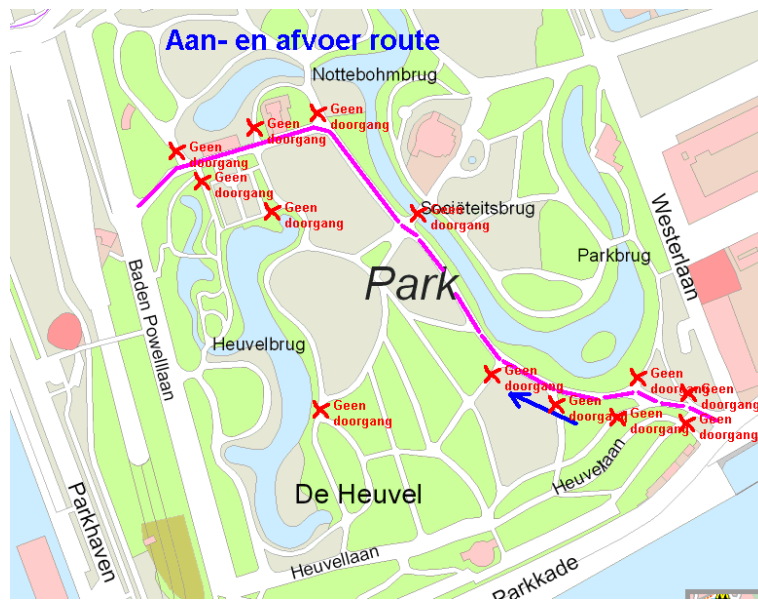 Aan- en afvoer route
Nottebohmbrug
Geen
doorgang
Geen
doorgang
Geen
doorgang
Geen
doorgang
Geen
doorgang
Sociëteitsbrug
Geen
doorgang
Westerlaan
Parkbrug
Park
Baden Powelllaan
Heuvelbrug
Geen
doorgang
Geen
doorgang
Geen
doorgang
Geen
doorgang
Geen
doorgang
Geen
doorgang
Geen
doorgang
Heuvellaan
De Heuvel
Parkhaven
Heuvellaan
Parkkade